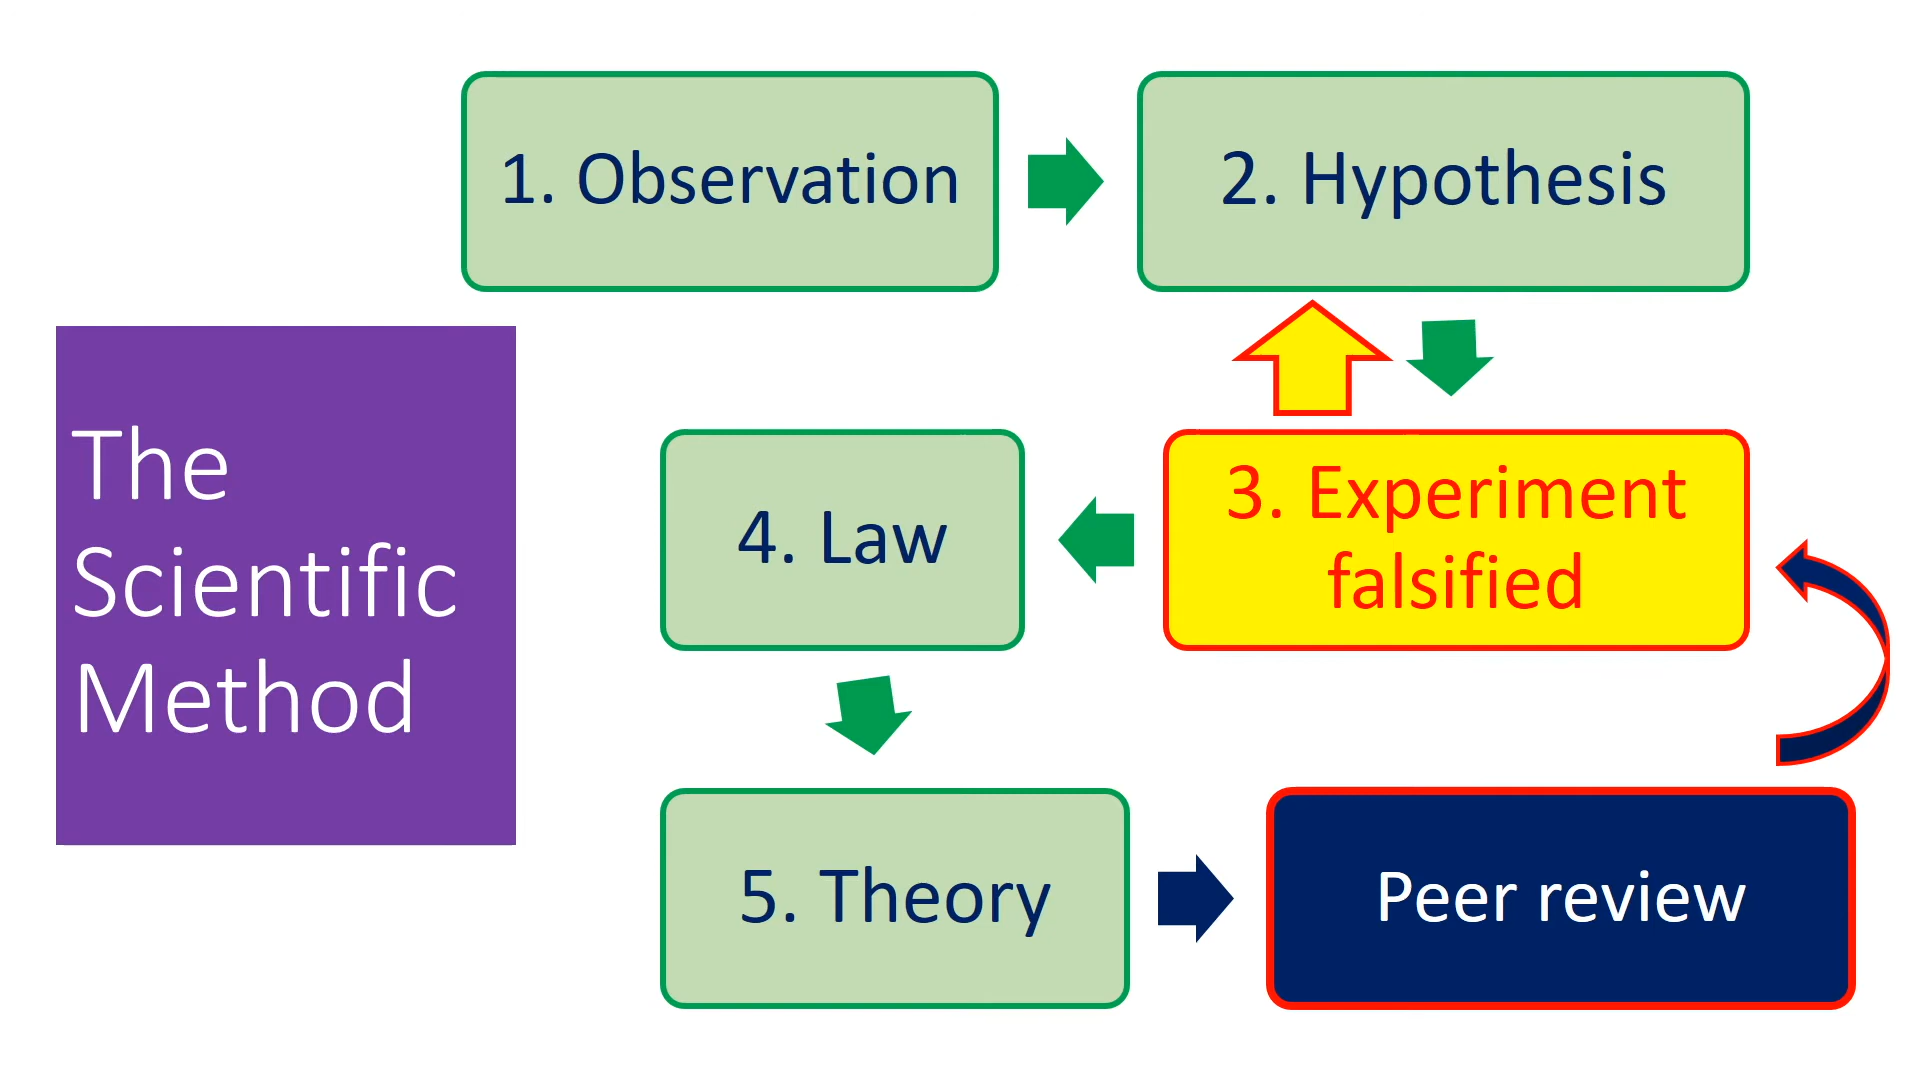 The
Scientific
Method
1. Observation
2. Hypothesis
3. Experiment
falsified
4. Law
5. Theory
Peer review